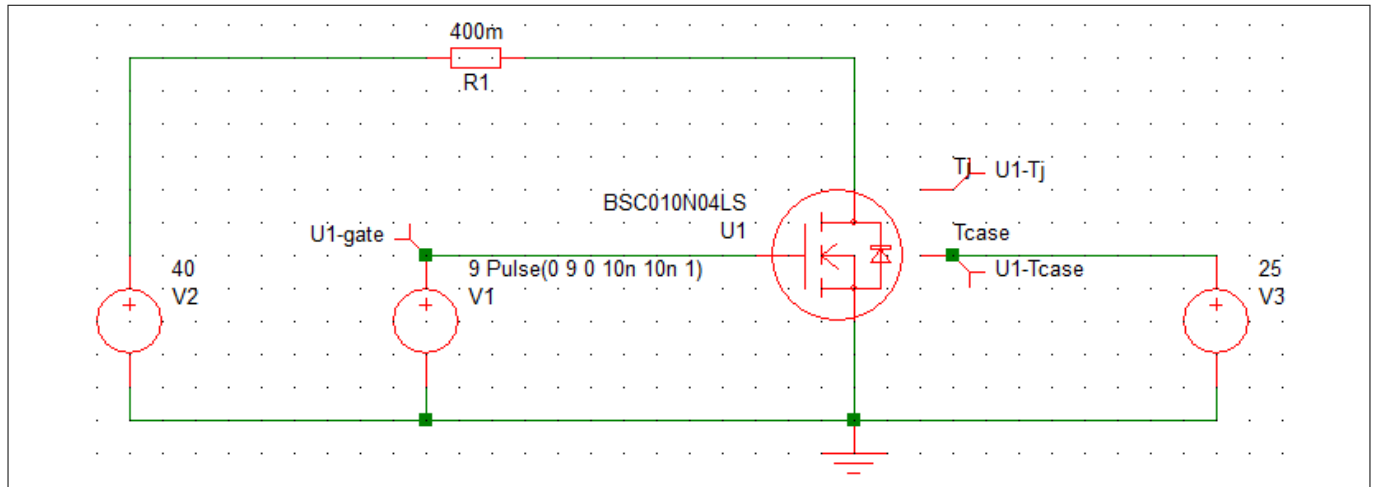 400m
R1
Tj
U1-Tj
BSC010N04LS
U1
U1-gate
Tcase
9 Pulse(0 9 0 10n 10n 1)
U1-Tcase
40
V2
V1
25
V3